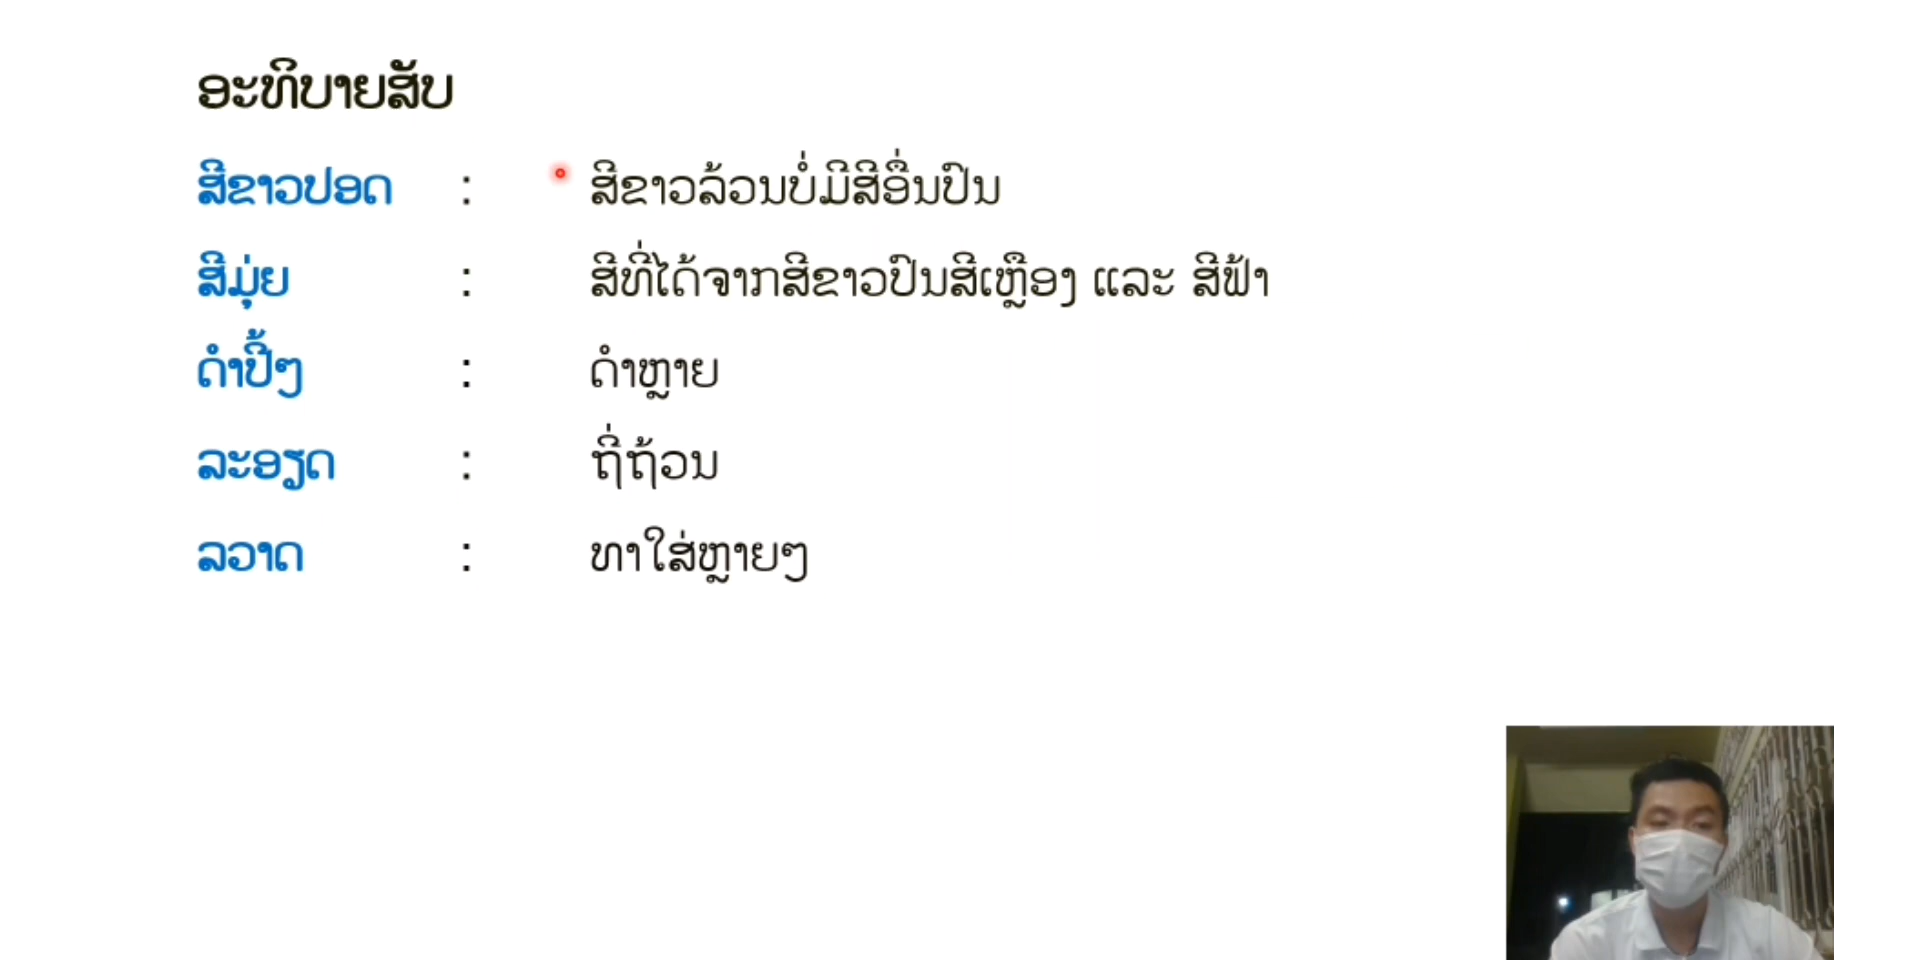 ອະທິບາຍສັບ
ສີຂາວປອດ : ສີຂາວລ້ວນບໍ່ມີສີອື່ນປົນ
ສີມຸ່ຍ : ສີທີ່ໄດ້ຈາກສີຂາວປົນສີເຫຼືອງ ແລະ ສີຟ້າ
ດຳປີ້ໆ : ດຳຫຼາຍ
ລະອຽດ : ຖີ່ຖ້ວນ
ລວາດ : ທາໃສ່ຫຼາຍໆ